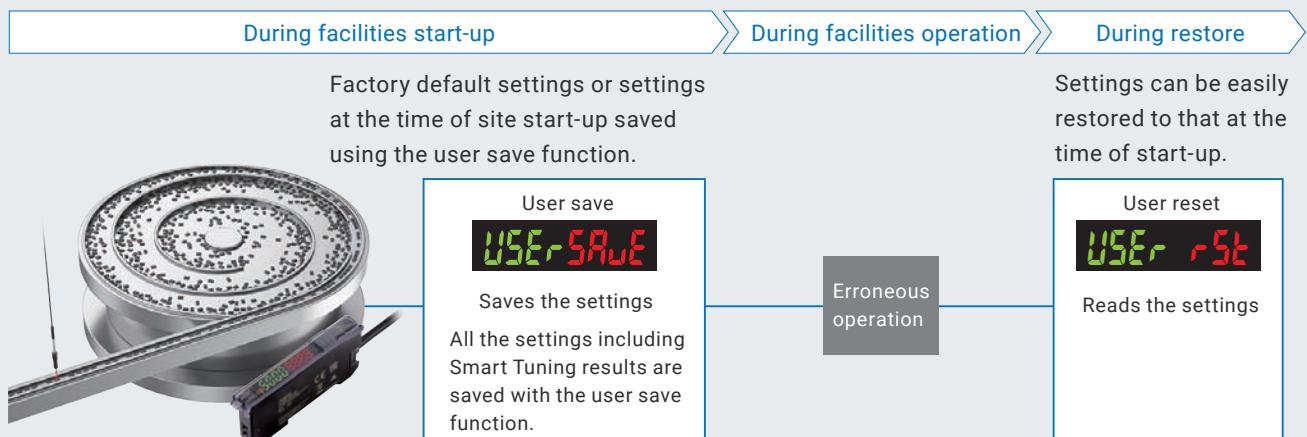 During facilities start-up
During facilities operation
During restore
Factory default settings or settings
at the time of site start-up saved
using the user save function.
Settings can be easily
restored to that at the
time of start-up.
User save
USEr SAvE
Saves the settings
All the settings including
Smart Tuning results are
saved with the user save
function.
Erroneous
operation
User reset
USEr rSt
Reads the settings